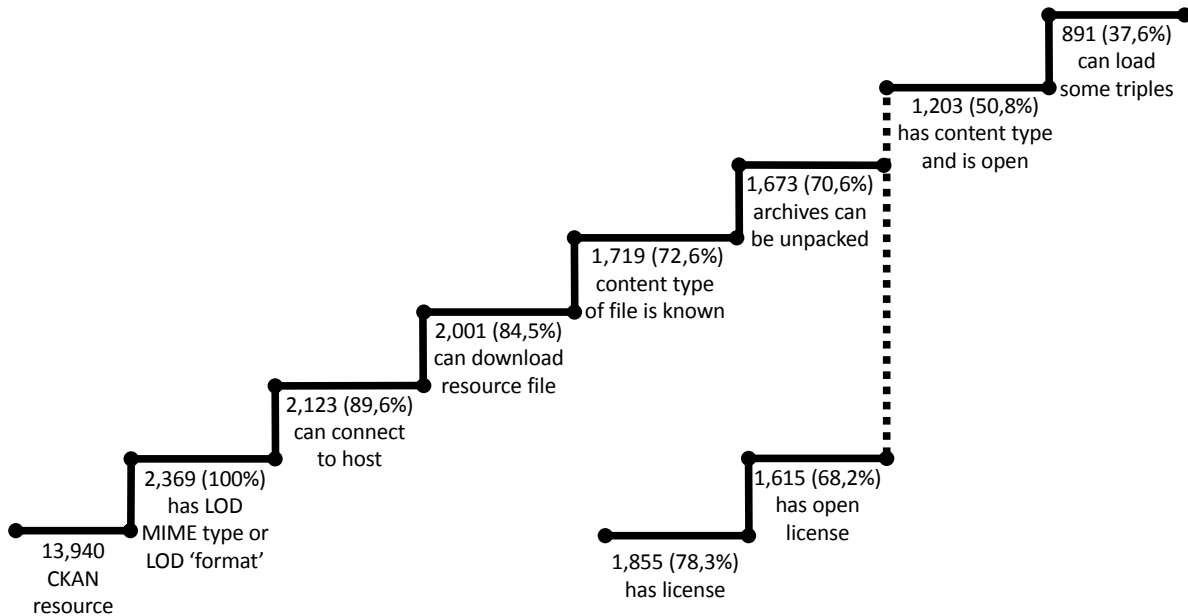 891 (37,6%)
can load
some triples
1,203 (50,8%)
has content type
and is open
1,673 (70,6%)
archives can
be unpacked
1,719 (72,6%)
content type
of file is known
2,001 (84,5%)
can download
resource file
2,123 (89,6%)
can connect
to host
2,369 (100%)
has LOD
MIME type or
LOD ‘format’
13,940
CKAN
resource
1,615 (68,2%)
has open
license
1,855 (78,3%)
has license